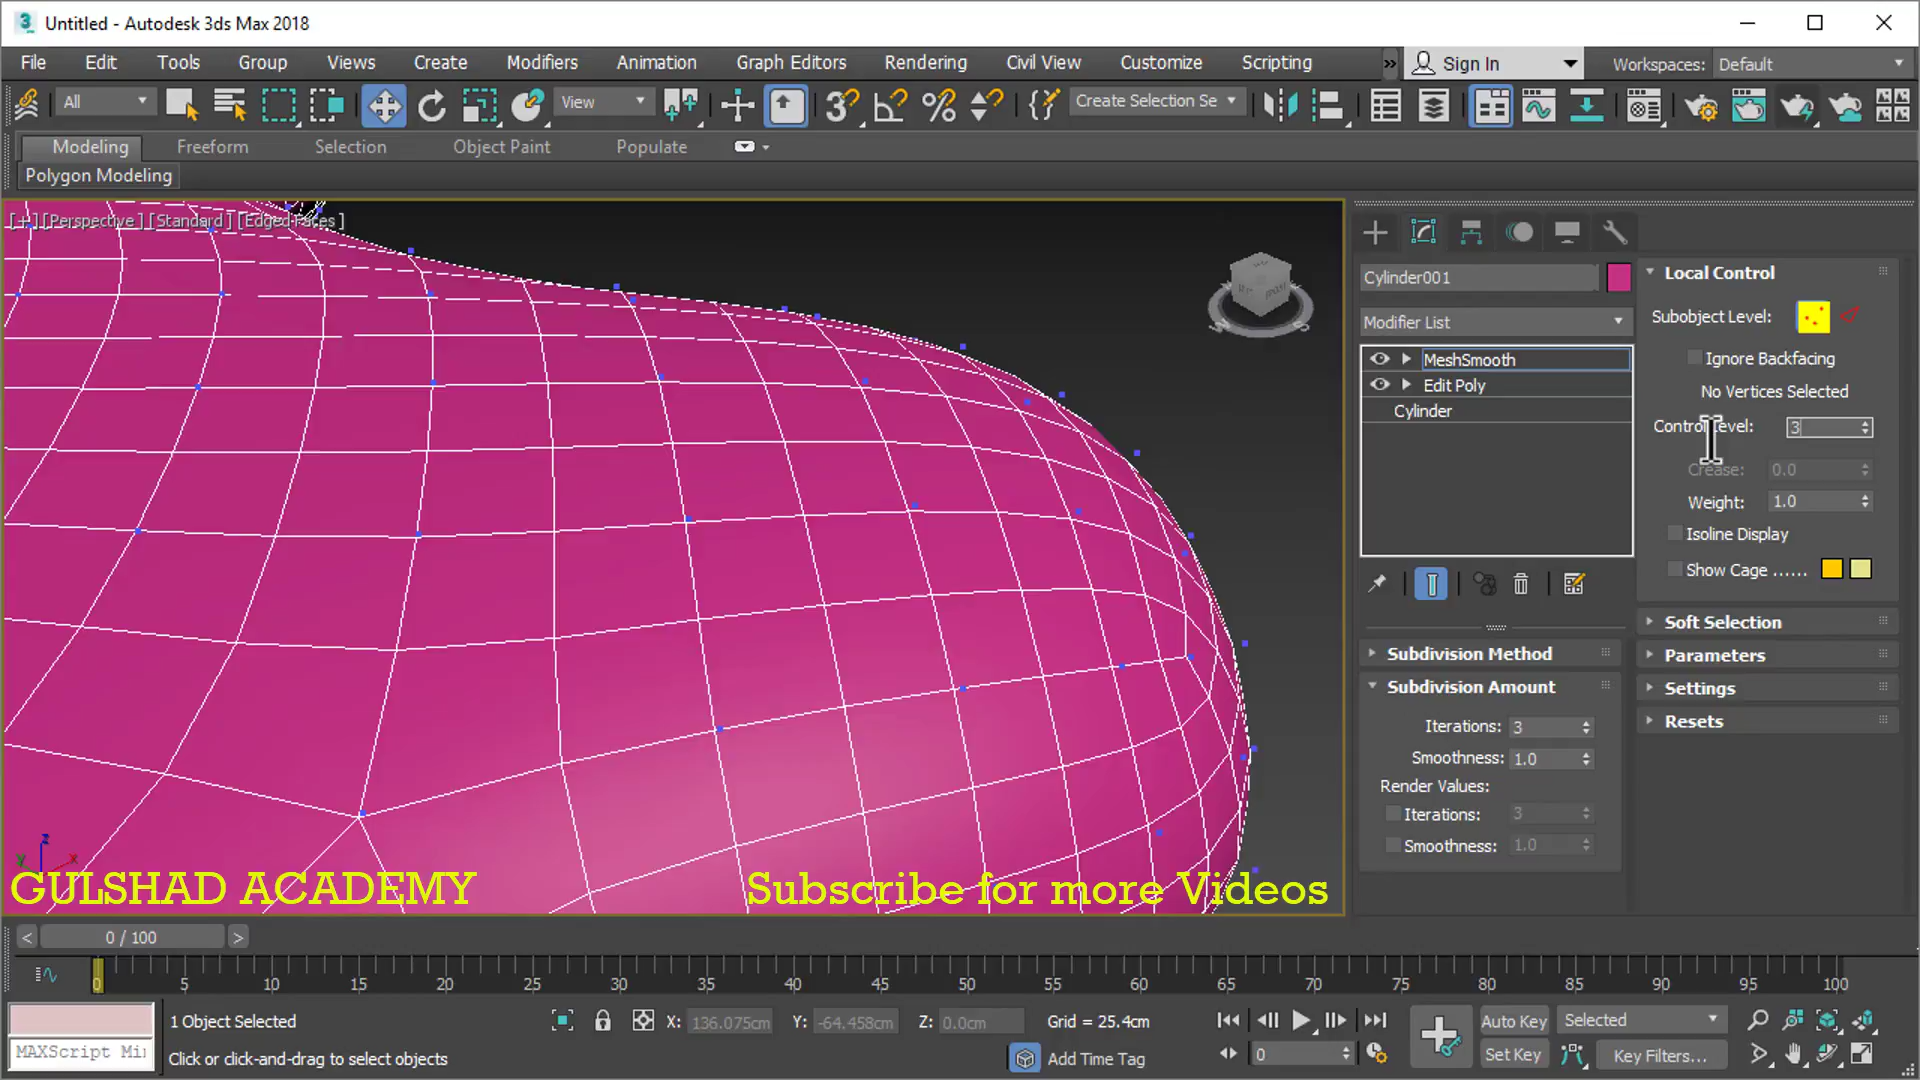 Untitled - Autodesk 3ds Max 2018
File Edit Tools Group Views Create Modifiers Animation Graph Editors Rendering Civil View Customize Scripting » Sign In Workspaces: Default
All View Create Selection Se
Modeling Freeform Selection Object Paint Populate
Polygon Modeling
[+] [Perspective] [Standard] [Edged Faces]
Cylinder001
Modifier List
MeshSmooth
Edit Poly
Cylinder
Subdivision Method
Subdivision Amount
Iterations: 3
Smoothness: 1.0
Render Values:
Iterations: 3
Smoothness: 1.0
Local Control
Subobject Level:
Ignore Backfacing
No Vertices Selected
Control Level: 3
Crease: 0.0
Weight: 1.0
Isoline Display
Show Cage ......
Soft Selection
Parameters
Settings
Resets
z
Y x
GULSHAD ACADEMY Subscribe for more Videos
< 0 / 100 >
0 5 10 15 20 25 30 35 40 45 50 55 60 65 70 75 80 85 90 95 100
1 Object Selected X: 136.075cm Y: -64.458cm Z: 0.0cm Grid = 25.4cm Auto Key Selected
MAXScript Mi Click or click-and-drag to select objects Add Time Tag 0 Set Key Key Filters...